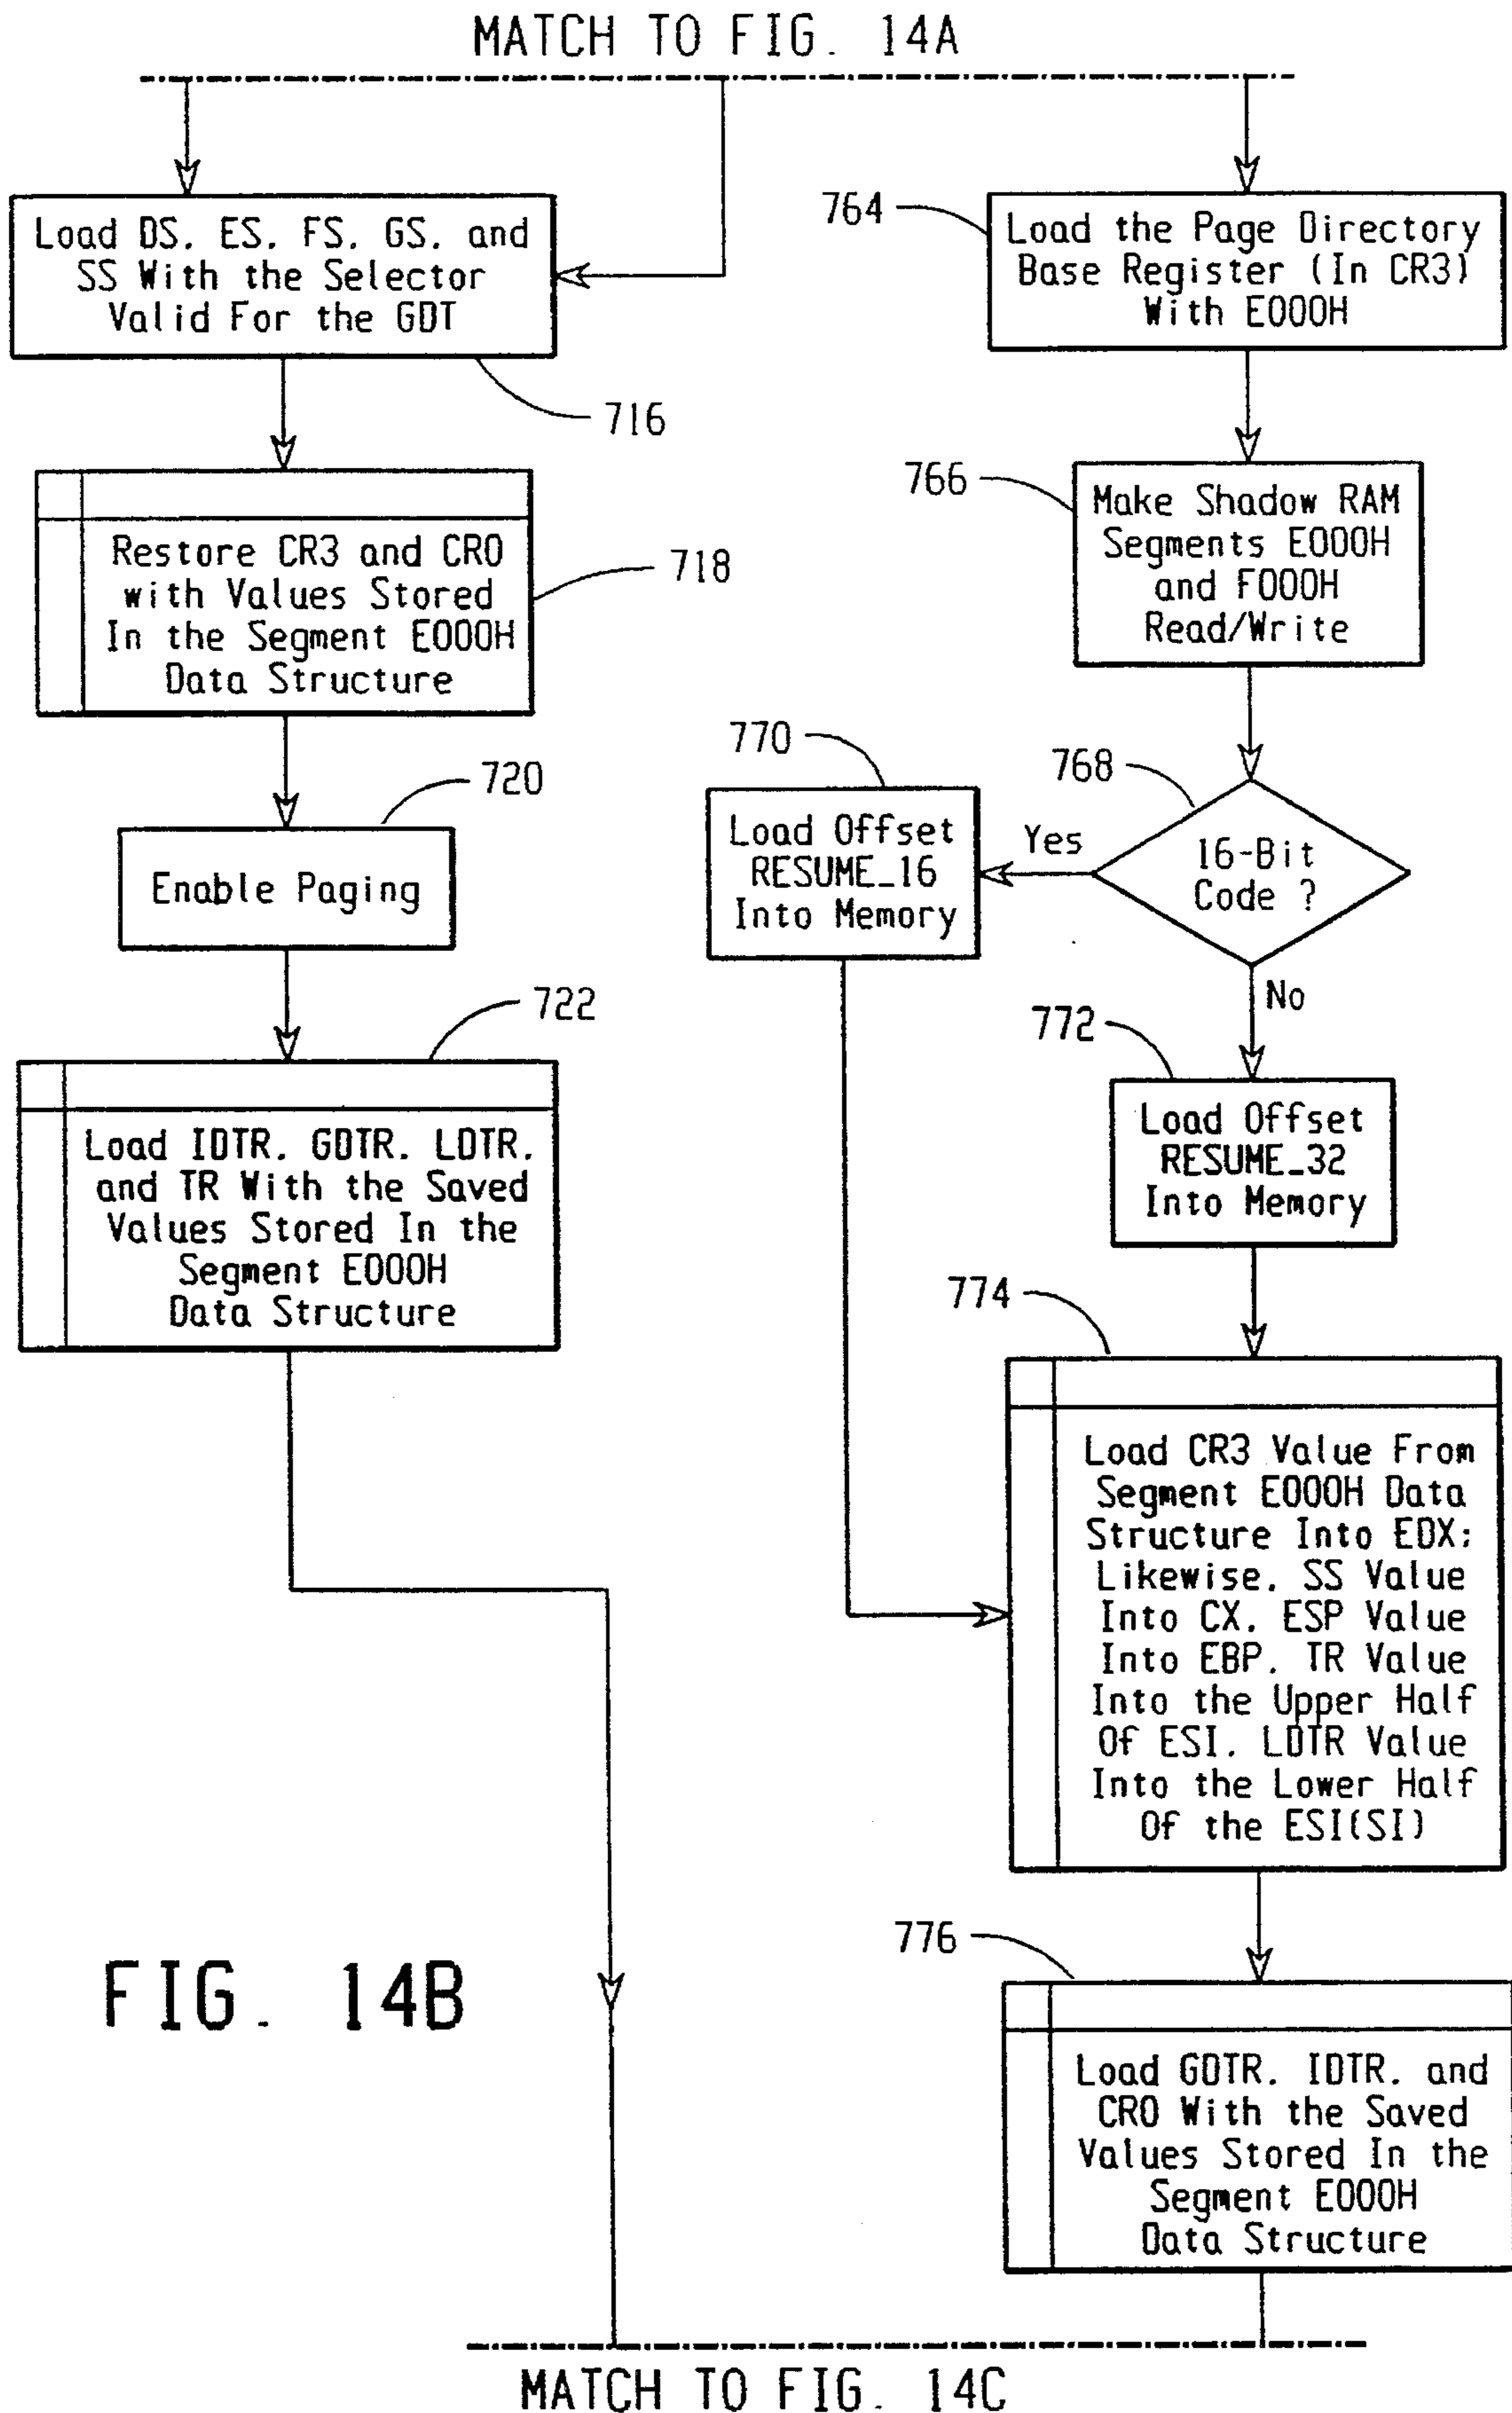 MATCH TO FIG. 14A
Load DS, ES, FS, GS, and
SS With the Selector
Valid For the GDT
716
Restore CR3 and CR0
with Values Stored
In the Segment E000H
Data Structure
718
720
Enable Paging
722
Load IDTR, GDTR, LDTR,
and TR With the Saved
Values Stored In the
Segment E000H
Data Structure
764
Load the Page Directory
Base Register (In CR3)
With E000H
766
Make Shadow RAM
Segments E000H
and F000H
Read/Write
768
16-Bit
Code ?
Yes
No
770
Load Offset
RESUME_16
Into Memory
772
Load Offset
RESUME_32
Into Memory
774
Load CR3 Value From
Segment E000H Data
Structure Into EDX;
Likewise, SS Value
Into CX, ESP Value
Into EBP, TR Value
Into the Upper Half
Of ESI, LDTR Value
Into the Lower Half
Of the ESI(SI)
776
Load GDTR, IDTR, and
CR0 With the Saved
Values Stored In the
Segment E000H
Data Structure
FIG. 14B
MATCH TO FIG. 14C